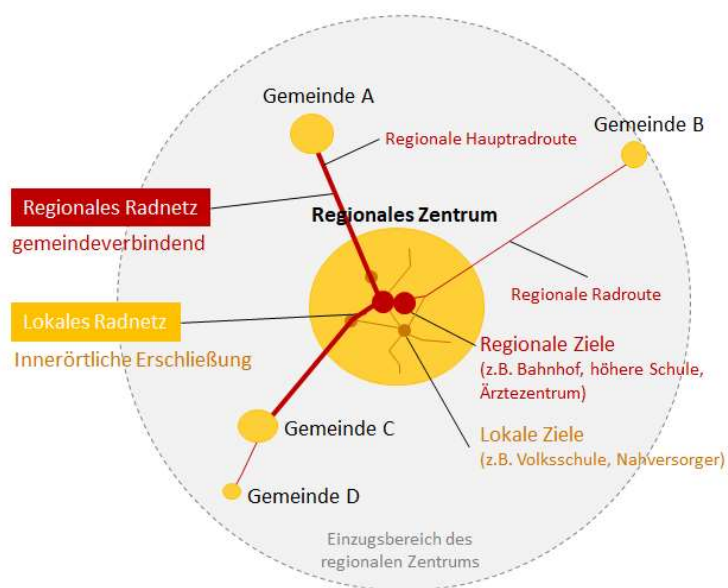 Gemeinde A
Gemeinde B
Regionale Hauptradroute
Regionales Radnetz
Regionales Zentrum
gemeindeverbindend
Regionale Radroute
Lokales Radnetz
Innerörtliche Erschließung
Regionale Ziele
(z.B. Bahnhof, höhere Schule,
Ärztezentrum)
Gemeinde C
Lokale Ziele
(z.B. Volksschule, Nahversorger)
Gemeinde D
Einzugsbereich des
regionalen Zentrums